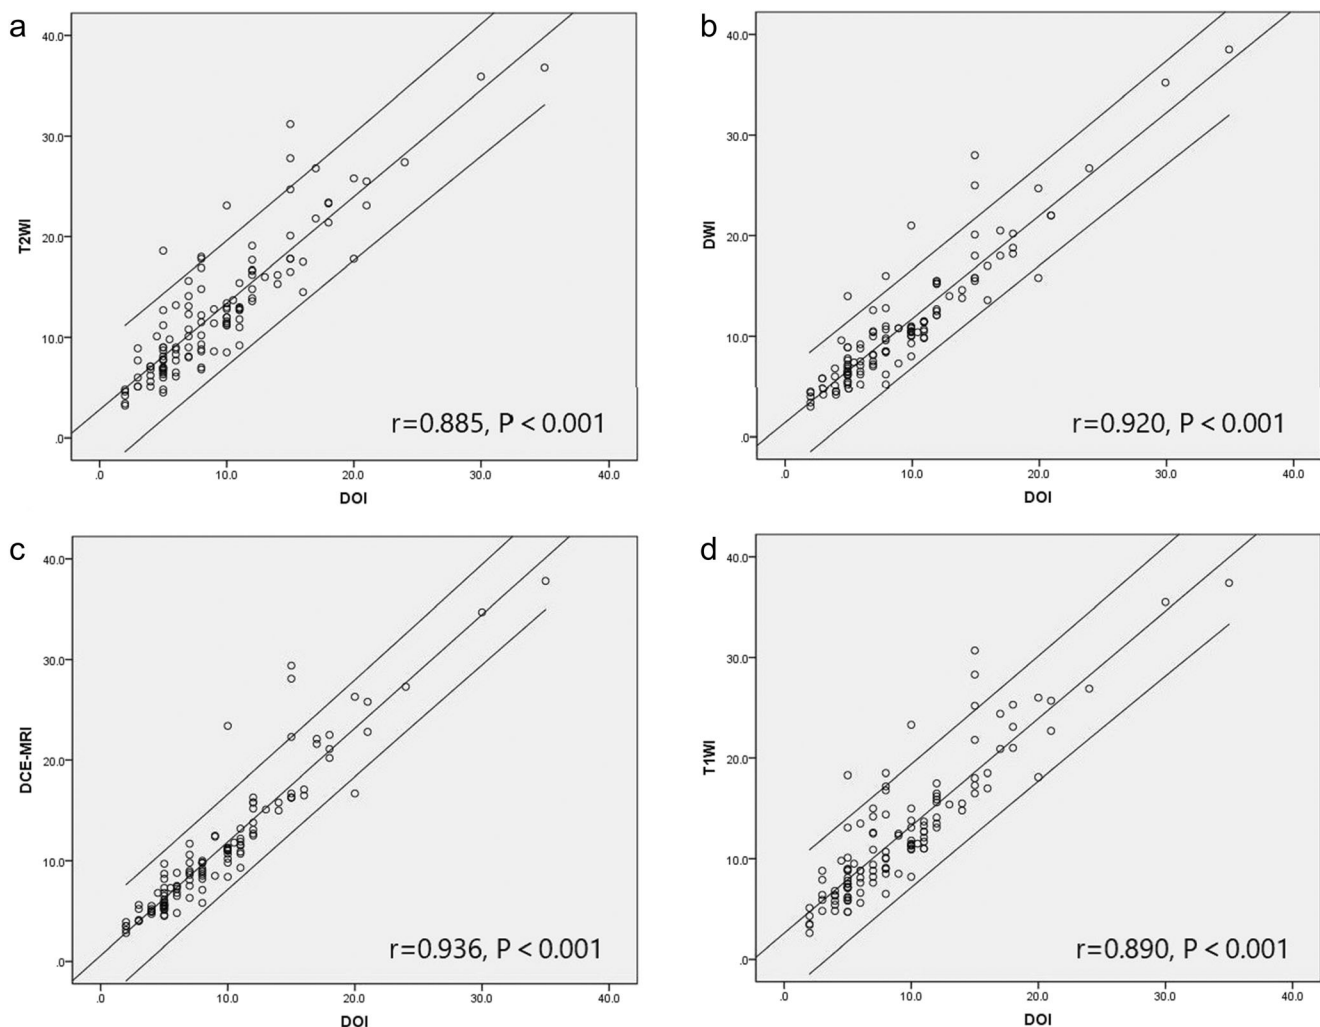 a
40.0
30.0
20.0
10.0
.0
T2WI
r=0.885, P < 0.001
.0 10.0 20.0 30.0 40.0
DOI
b
40.0
30.0
20.0
10.0
.0
DWI
r=0.920, P < 0.001
.0 10.0 20.0 30.0 40.0
DOI
c
40.0
30.0
20.0
10.0
.0
DCE-MRI
r=0.936, P < 0.001
.0 10.0 20.0 30.0 40.0
DOI
d
40.0
30.0
20.0
10.0
.0
T1WI
r=0.890, P < 0.001
.0 10.0 20.0 30.0 40.0
DOI